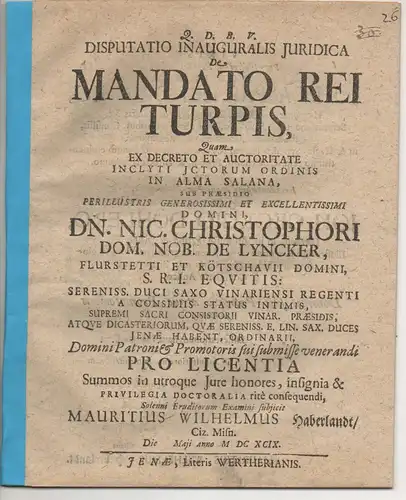 26
Q. D. B. V.
DISPUTATIO INAUGURALIS JURIDICA
De
MANDATO REI
TURPIS,
Quam
EX DECRETO ET AUCTORITATE
INCLYTI JCTORUM ORDINIS
IN ALMA SALANA,
SUB PRÆSIDIO
PERILLUSTRIS GENEROSISSIMI ET EXCELLENTISSIMI
DOMINI,
DN. NIC. CHRISTOPHORI
DOM. NOB. DE LYNCKER,
FLURSTETTI ET KÖTSCHAVII DOMINI,
S. R. I. EQVITIS:
SERENISS. DUCI SAXO VINARIENSI REGENTI
A CONSILIIS STATUS INTIMIS,
SUPREMI SACRI CONSISTORII VINAR. PRÆSIDIS,
ATQVE DICASTERIORUM, QVÆ SERENISS. E. LIN. SAX. DUCES
JENÆ HABENT, ORDINARII,
Domini Patroni & Promotoris sui submisse venerandi
PRO LICENTIA
Summos in utroque Jure honores, insignia &
PRIVILEGIA DOCTORALIA ritè consequendi,
Solenni Eruditorum Examini subjicit
MAURITIUS WILHELMUS Haberlandt/
Ciz. Misn.
Die Maji anno M DC XCIX.
JENÆ, Literis WERTHERIANIS.